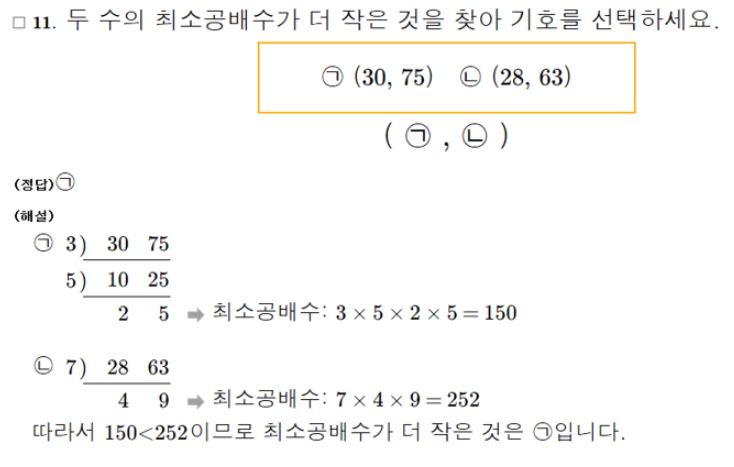 □ 11. 두 수의 최소공배수가 더 작은 것을 찾아 기호를 선택하세요.
㉠ (30, 75) ㉡ (28, 63)
( ㉠ , ㉡ )
(정답)㉠
(해설)
㉠ 3) 30 75
5) 10 25
2 5 ➡ 최소공배수: 3 × 5 × 2 × 5 = 150
㉡ 7) 28 63
4 9 ➡ 최소공배수: 7 × 4 × 9 = 252
따라서 150<252이므로 최소공배수가 더 작은 것은 ㉠입니다.